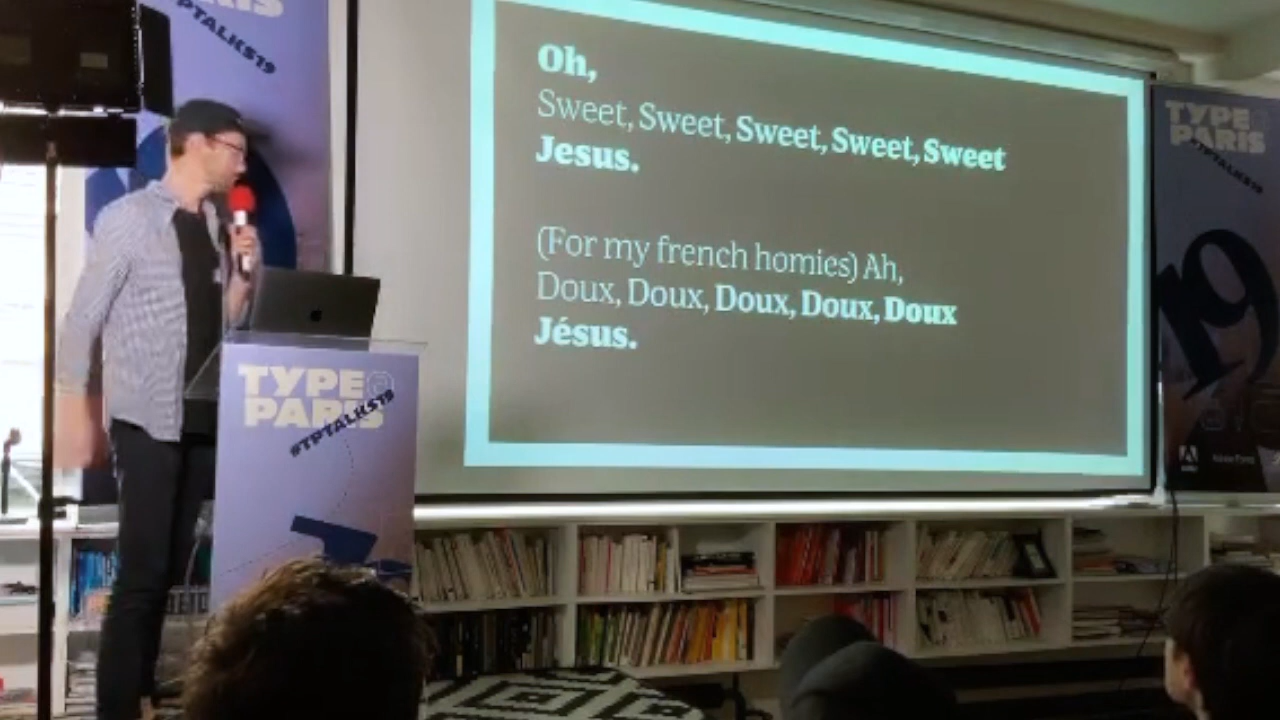 PARIS
#TPTALKS19
Oh,
Sweet, Sweet, Sweet, Sweet, Sweet
Jesus.
(For my french homies) Ah,
Doux, Doux, Doux, Doux, Doux
Jésus.
TYPE@
PARIS
#TPTALKS19
TYPE
PARIS
#TPTALKS19
19
Adobe